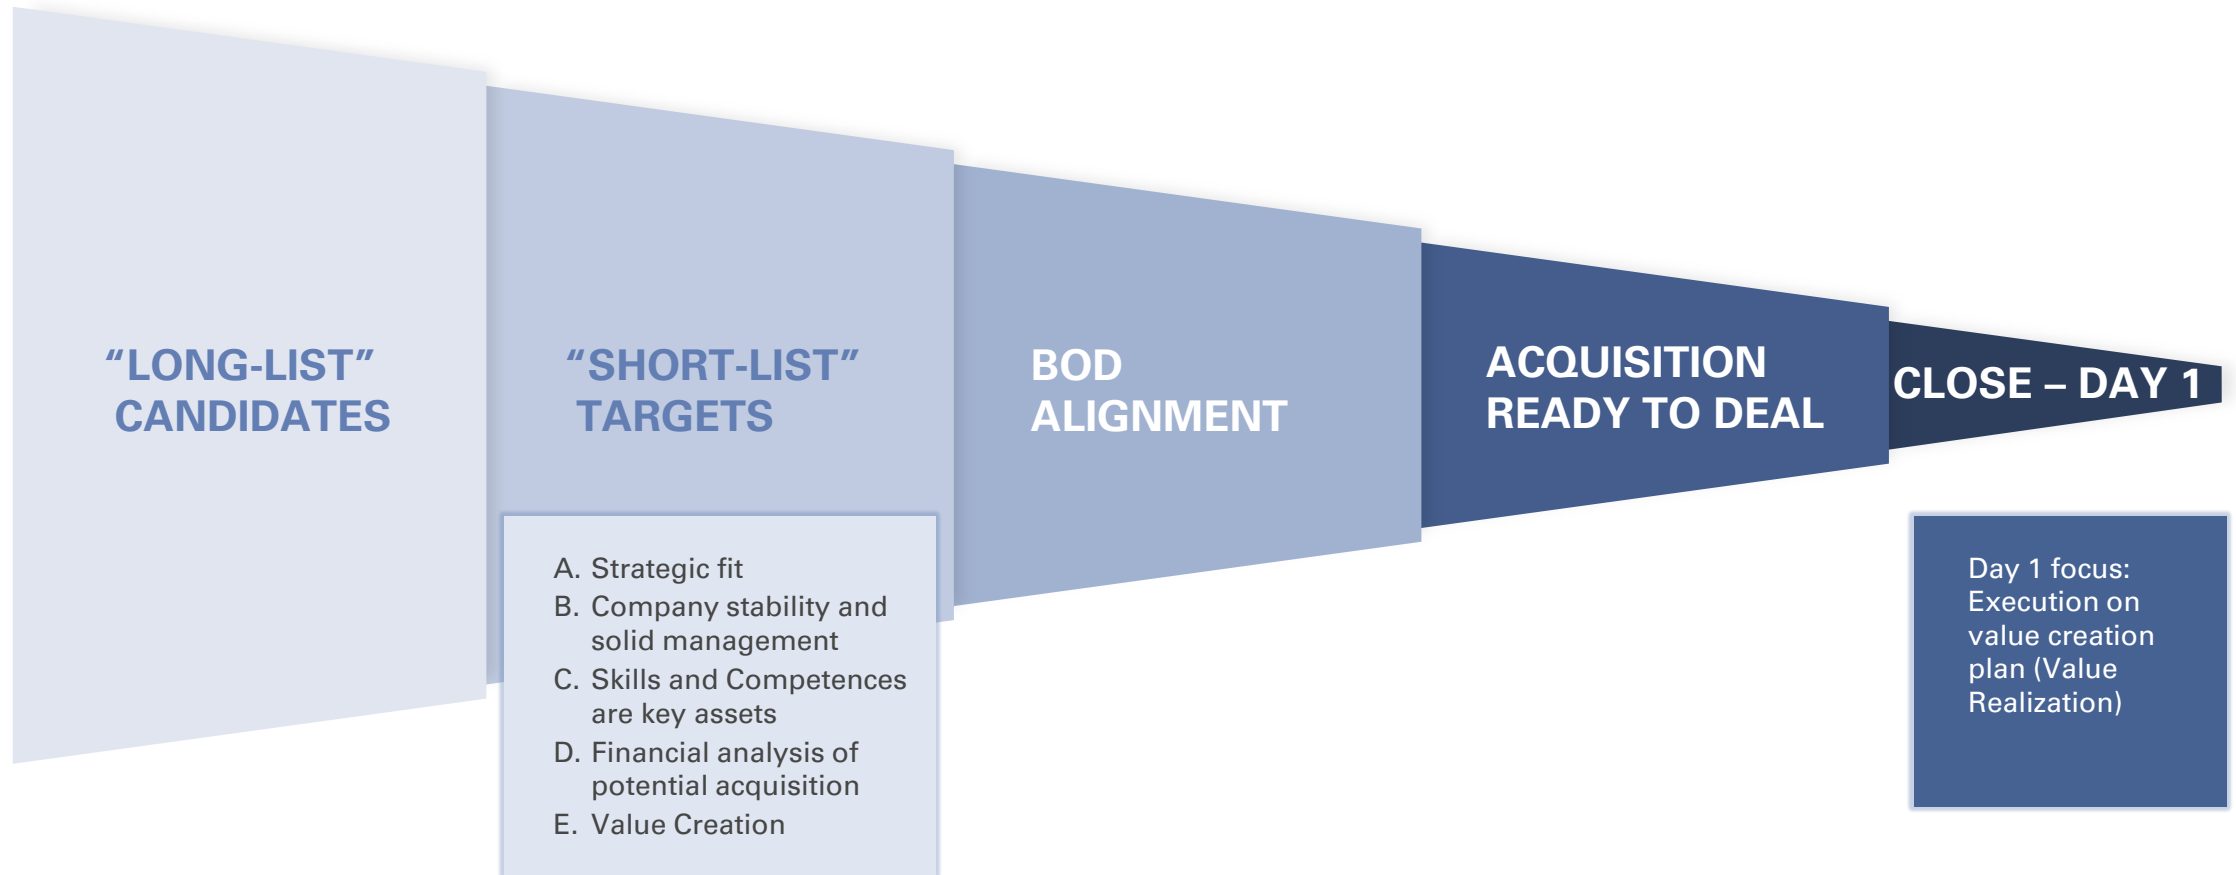 “LONG-LIST”
CANDIDATES
“SHORT-LIST”
TARGETS
BOD
ALIGNMENT
ACQUISITION
READY TO DEAL
CLOSE – DAY 1
A. Strategic fit
B. Company stability and
solid management
C. Skills and Competences
are key assets
D. Financial analysis of
potential acquisition
E. Value Creation
Day 1 focus:
Execution on
value creation
plan (Value
Realization)